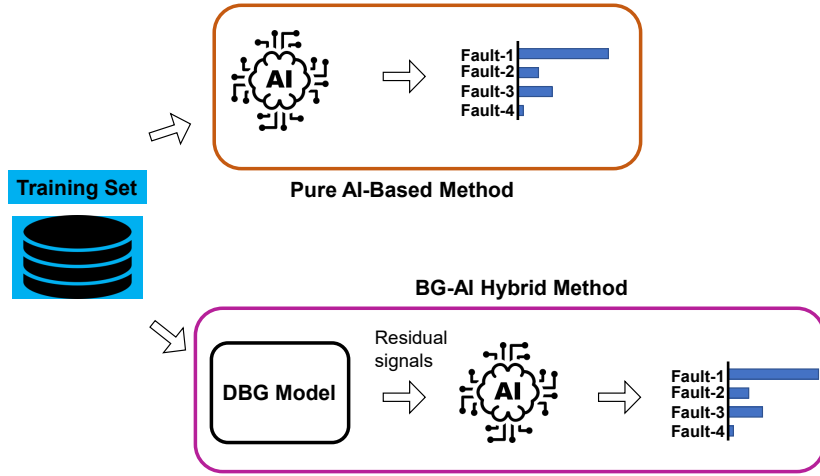 AI
Fault-1
Fault-2
Fault-3
Fault-4
Pure AI-Based Method
Training Set
BG-AI Hybrid Method
DBG Model
Residual
signals
AI
Fault-1
Fault-2
Fault-3
Fault-4